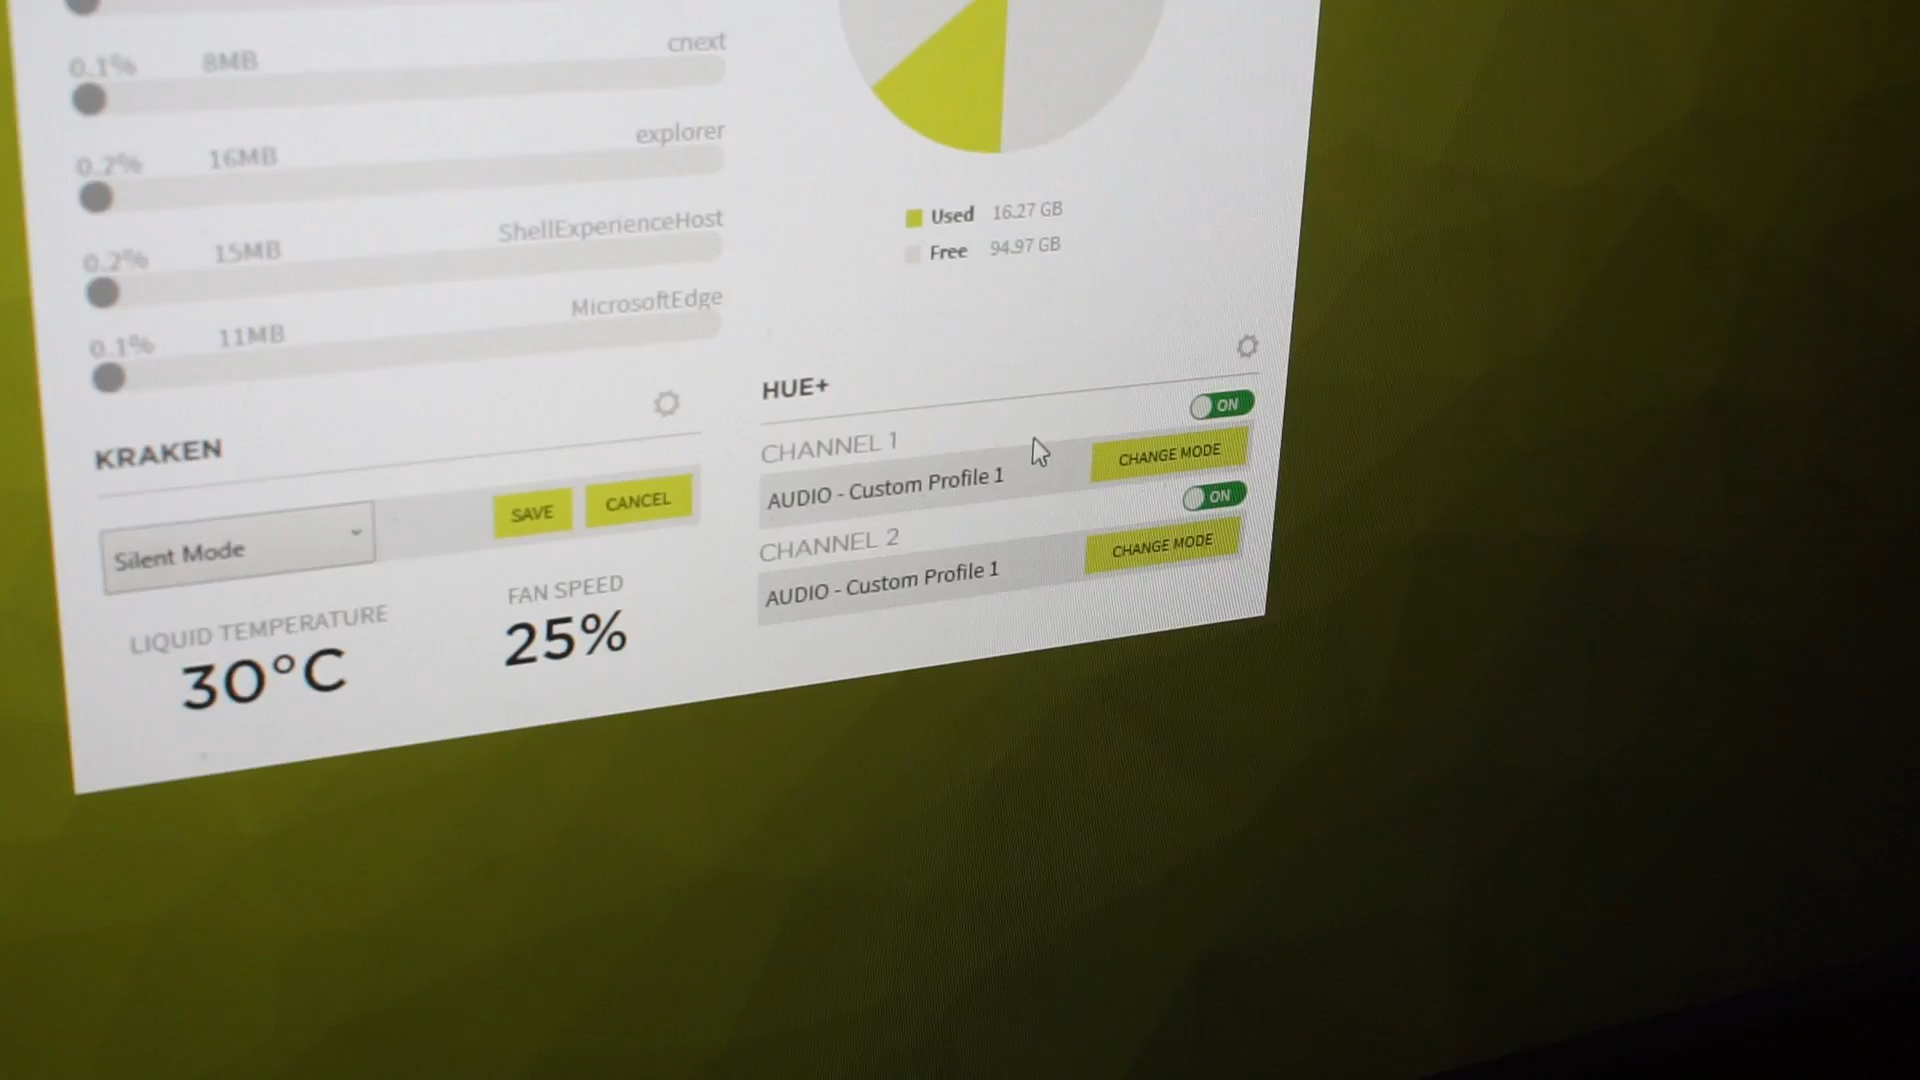 cnext
0.1% 8MB
explorer
0.2% 16MB
ShellExperienceHost
0.2% 15MB
MicrosoftEdge
0.1% 11MB
KRAKEN
Silent Mode
SAVE
CANCEL
LIQUID TEMPERATURE
30°C
FAN SPEED
25%
Used 16.27 GB
Free 94.97 GB
HUE+
ON
CHANNEL 1
AUDIO - Custom Profile 1
CHANGE MODE
ON
CHANNEL 2
AUDIO - Custom Profile 1
CHANGE MODE